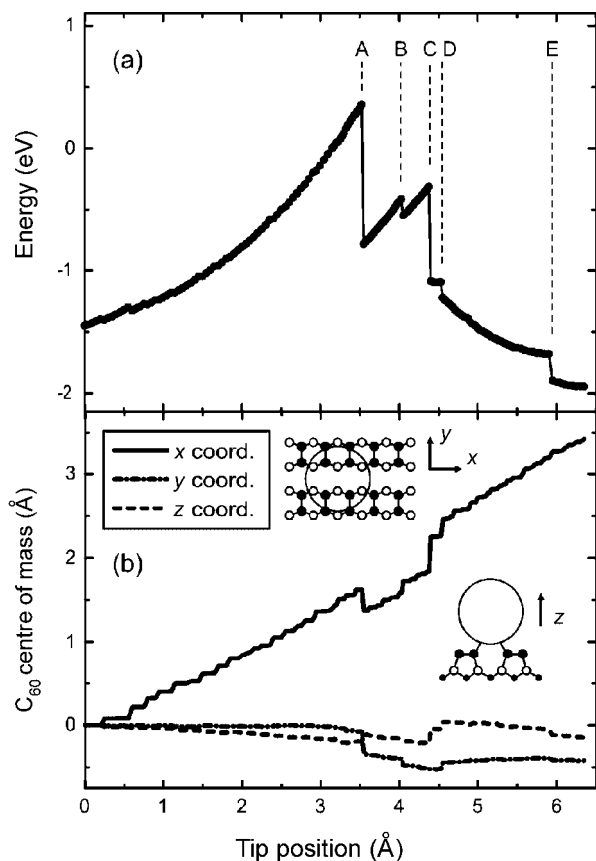 A B C D E
(a)
1
0
-1
-2
Energy (eV)
x coord.
y coord.
z coord.
y
x
(b)
z
3
2
1
0
C₆₀ centre of mass (Å)
0 1 2 3 4 5 6
Tip position (Å)